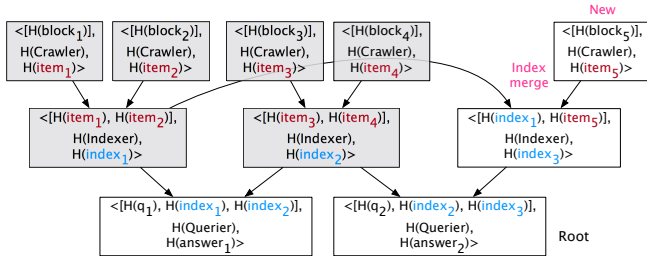 New
<[H(block1)],
H(Crawler),
H(item1)>
<[H(block2)],
H(Crawler),
H(item2)>
<[H(block3)],
H(Crawler),
H(item3)>
<[H(block4)],
H(Crawler),
H(item4)>
<[H(block5)],
H(Crawler),
H(item5)>
Index
merge
<[H(item1), H(item2)],
H(Indexer),
H(index1)>
<[H(item3), H(item4)],
H(Indexer),
H(index2)>
<[H(index1), H(item5)],
H(Indexer),
H(index3)>
<[H(q1), H(index1), H(index2)],
H(Querier),
H(answer1)>
<[H(q2), H(index2), H(index3)],
H(Querier),
H(answer2)>
Root